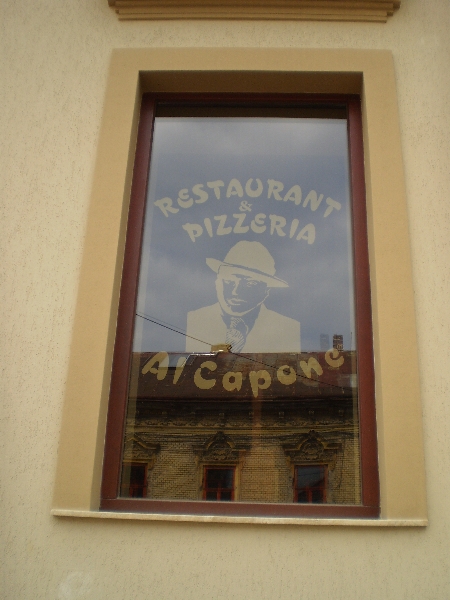 RESTAURANT
&
PIZZERIA
Al Capone